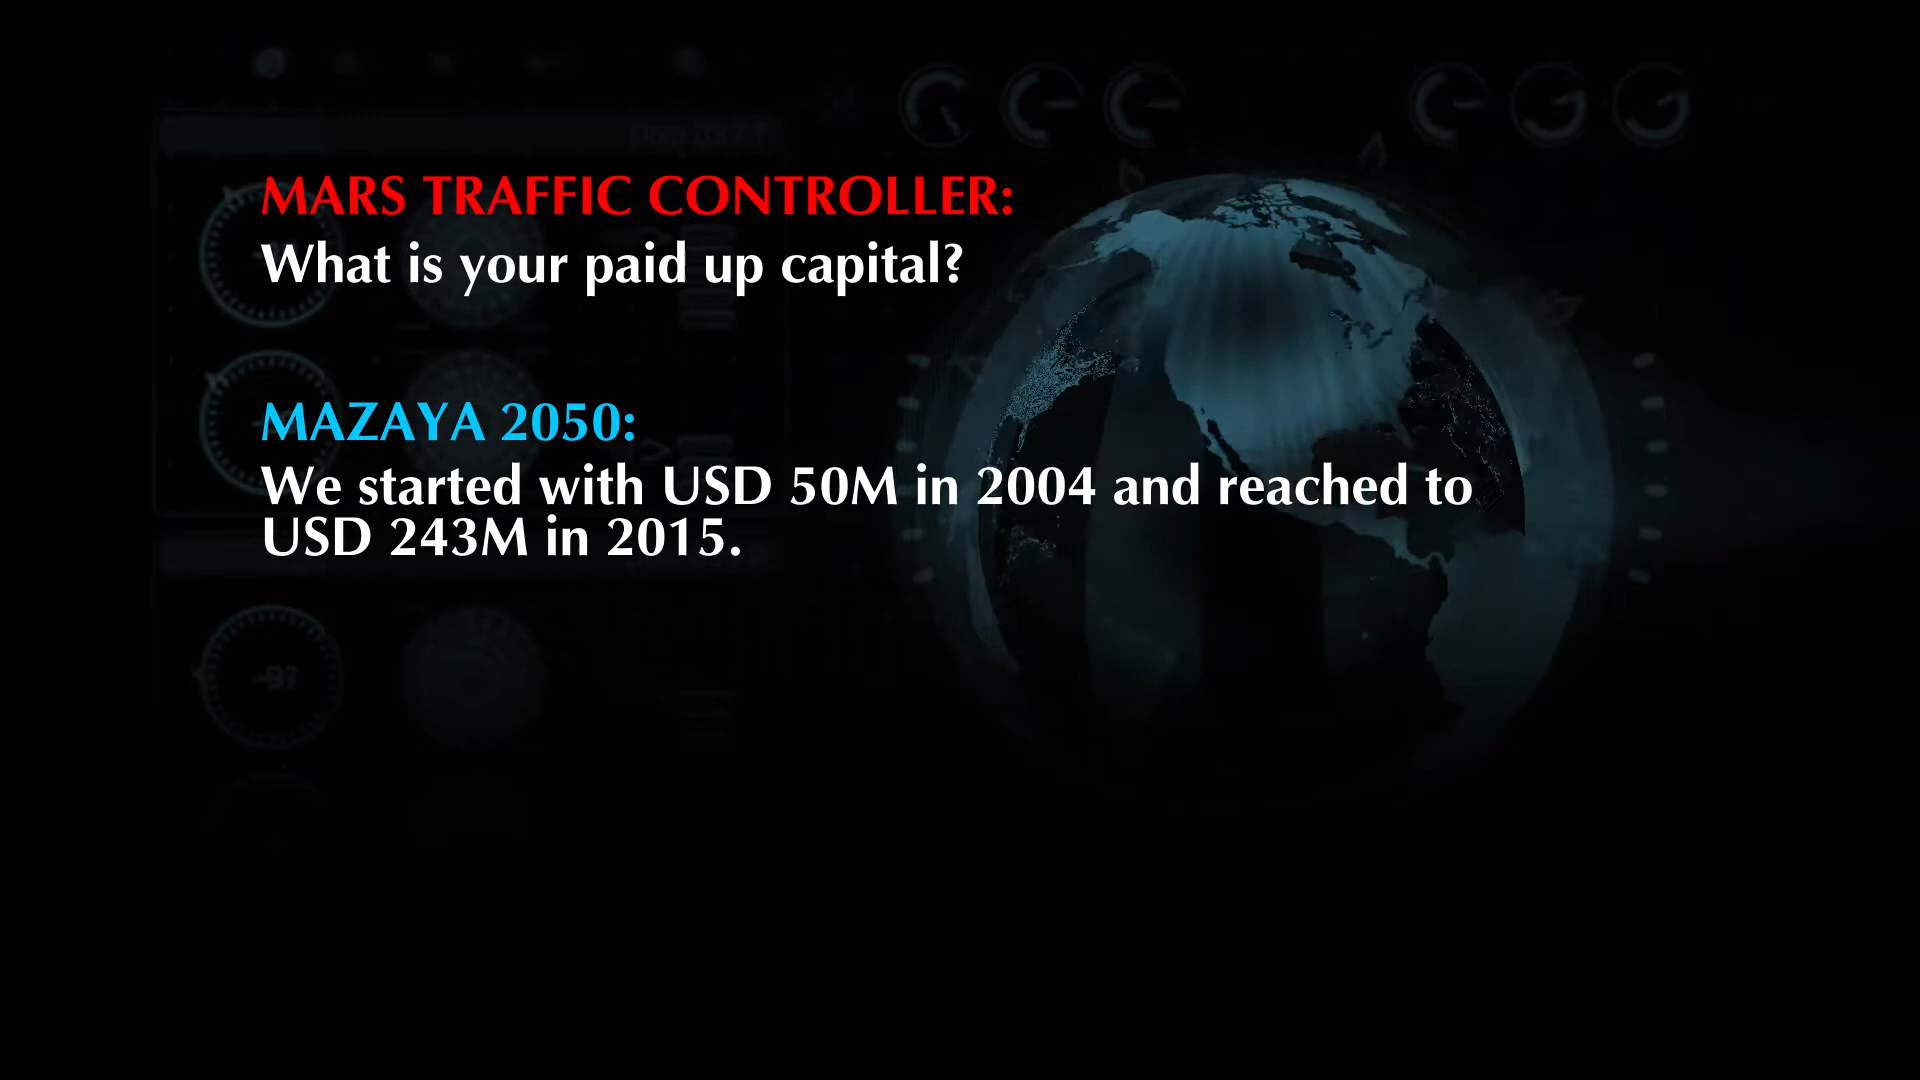 MARS TRAFFIC CONTROLLER:
What is your paid up capital?
MAZAYA 2050:
We started with USD 50M in 2004 and reached to
USD 243M in 2015.